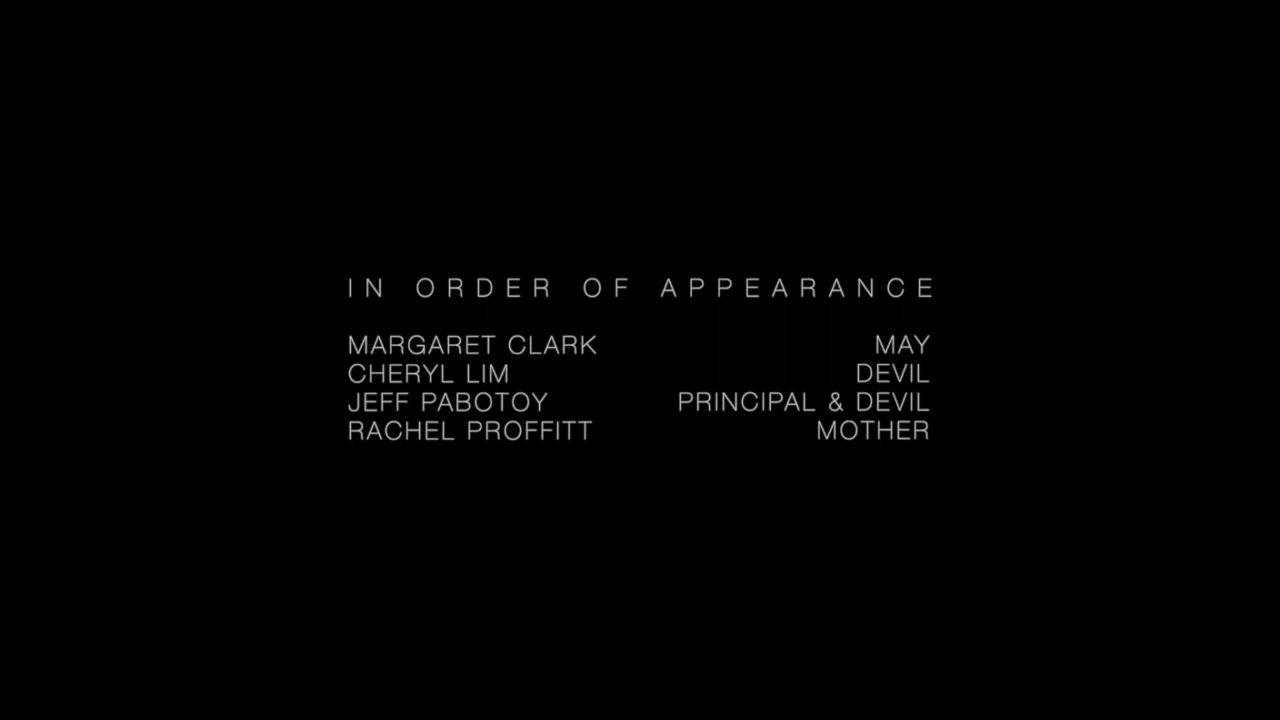 IN ORDER OF APPEARANCE
MARGARET CLARK MAY
CHERYL LIM DEVIL
JEFF PABOTOY PRINCIPAL & DEVIL
RACHEL PROFFITT MOTHER